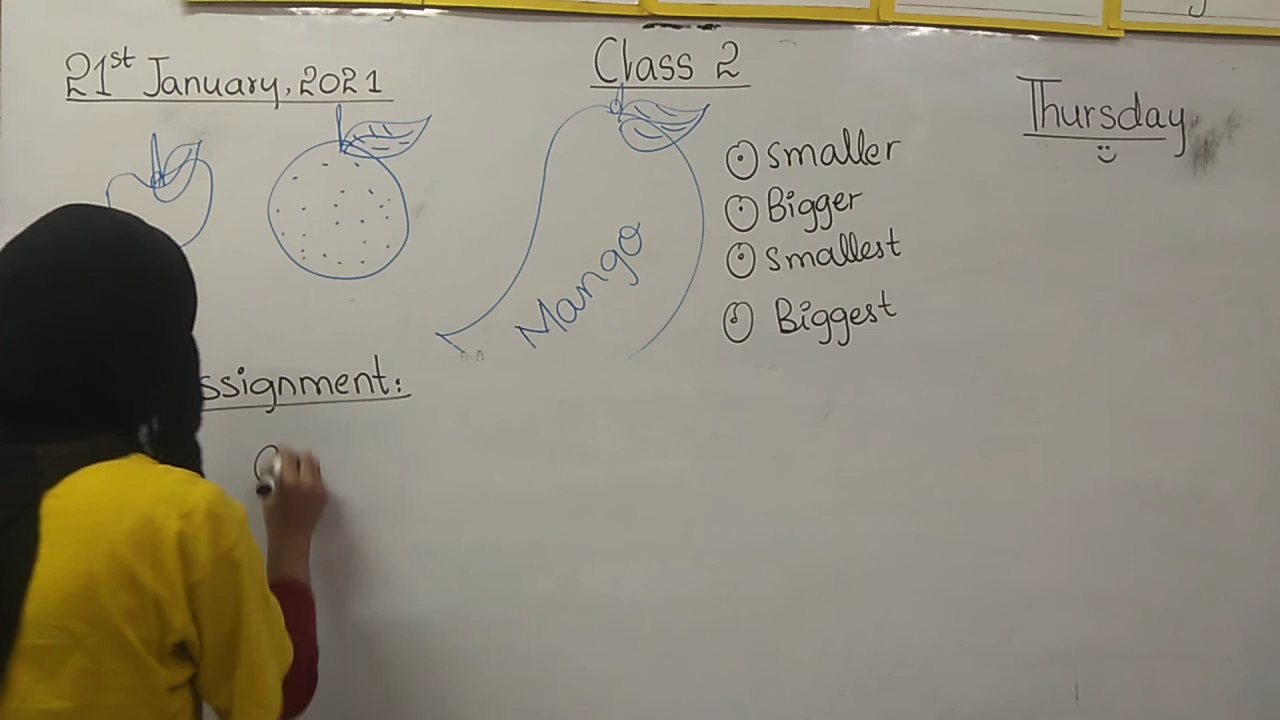 21st January, 2021
Class 2
Thursday
smaller
Bigger
smallest
Biggest
Mango
ssignment: